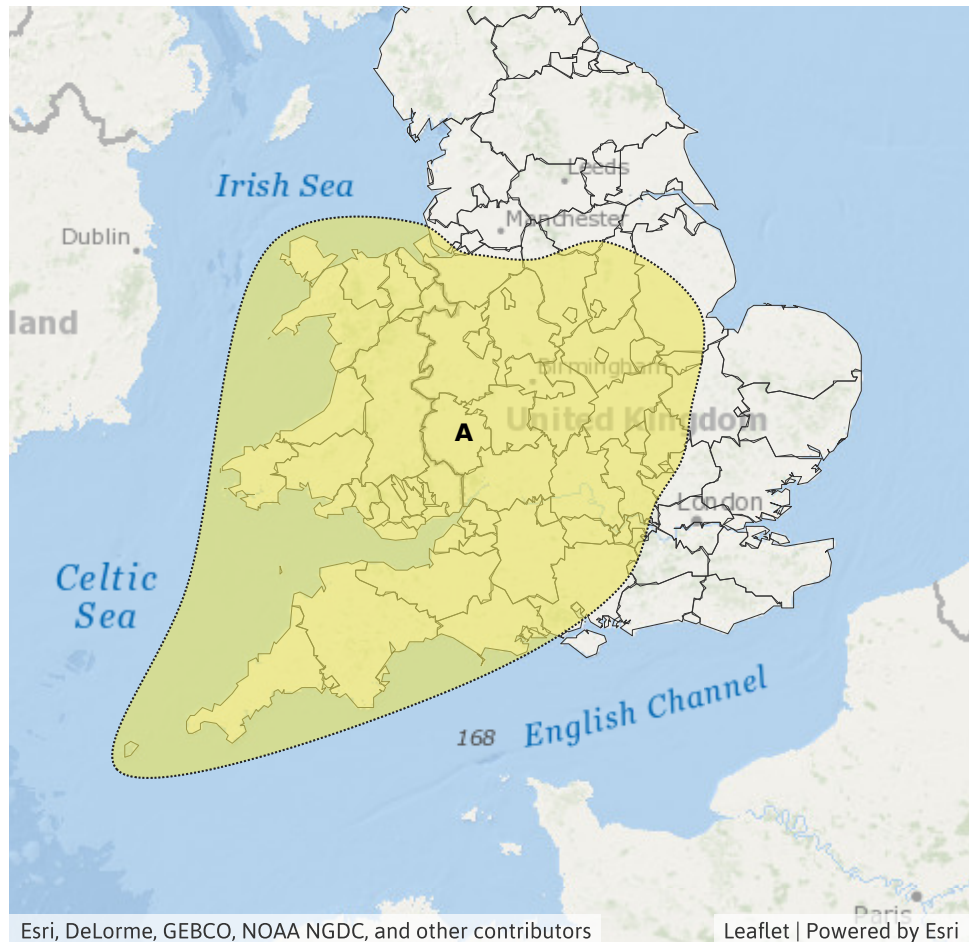 Leeds
Irish Sea
Manchester
Dublin
land
Birmingham
United Kingdom
A
London
Celtic
Sea
English Channel
168
Paris
Esri, DeLorme, GEBCO, NOAA NGDC, and other contributors
Leaflet | Powered by Esri